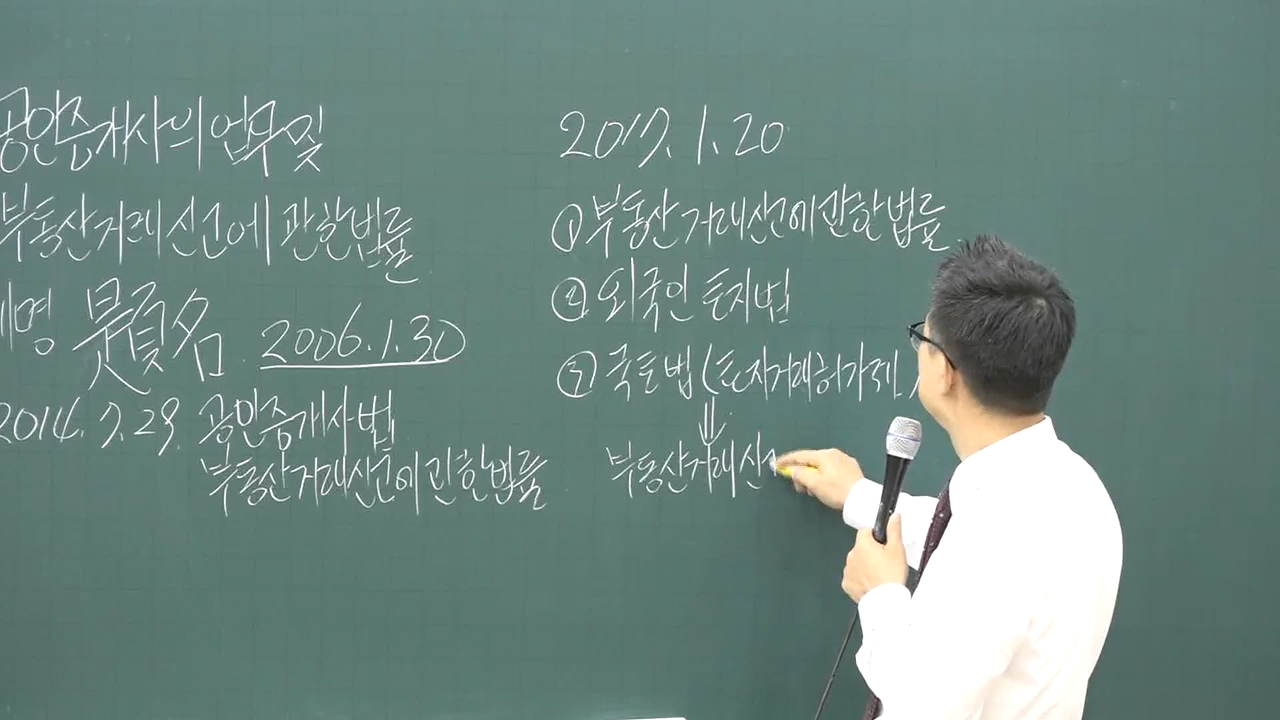 공인중개사의 업무 및
부동산거래신고에 관한 법률
題名 2006.1.30
2014.7.29. 공인중개사법
부동산거래신고에 관한 법률
2017.1.20
① 부동산거래신고에 관한 법률
② 외국인 토지법
③ 국토법 (토지거래허가제)
⇓
부동산거래신